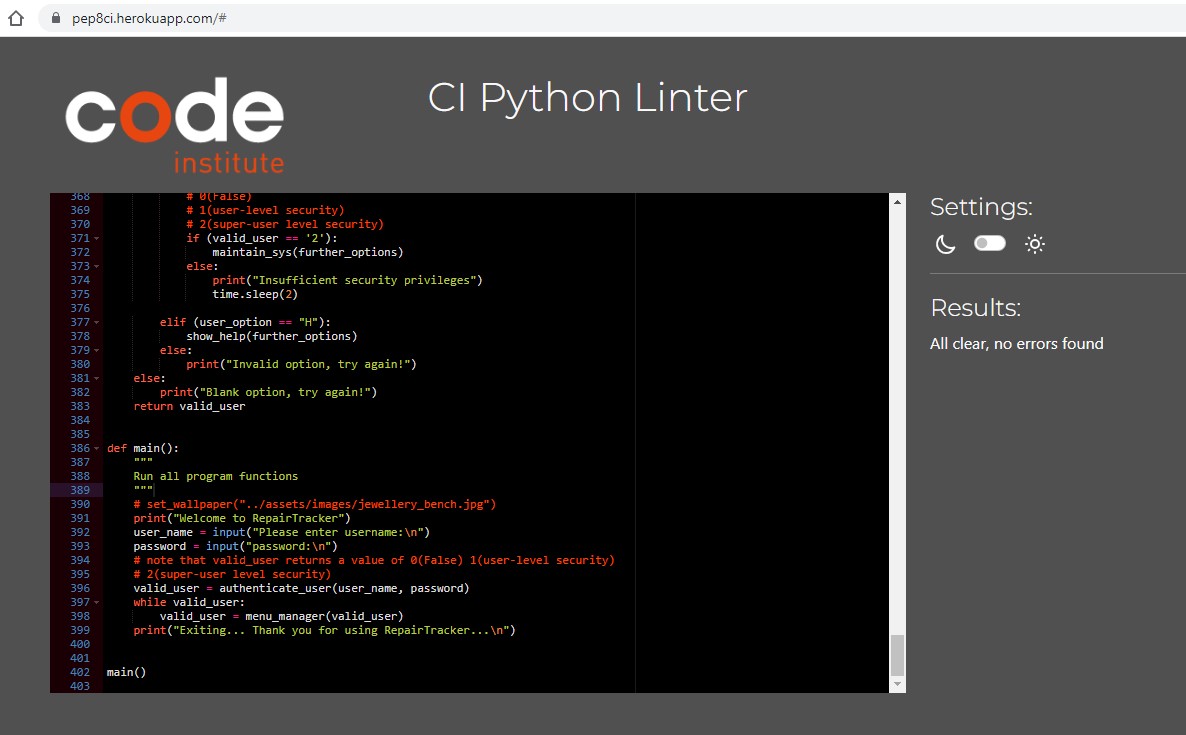 pep8ci.herokuapp.com/#
code
institute
CI Python Linter
368 # 0(False)
369 # 1(user-level security)
370 # 2(super-user level security)
371 if (valid_user == '2'):
372 maintain_sys(further_options)
373 else:
374 print("Insufficient security privileges")
375 time.sleep(2)
376
377 elif (user_option == "H"):
378 show_help(further_options)
379 else:
380 print("Invalid option, try again!")
381 else:
382 print("Blank option, try again!")
383 return valid_user
384
385
386 def main():
387 """
388 Run all program functions
389 """
390 # set_wallpaper("../assets/images/jewellery_bench.jpg")
391 print("Welcome to RepairTracker")
392 user_name = input("Please enter username:\n")
393 password = input("password:\n")
394 # note that valid_user returns a value of 0(False) 1(user-level security)
395 # 2(super-user level security)
396 valid_user = authenticate_user(user_name, password)
397 while valid_user:
398 valid_user = menu_manager(valid_user)
399 print("Exiting... Thank you for using RepairTracker...\n")
400
401
402 main()
403
Settings:
Results:
All clear, no errors found